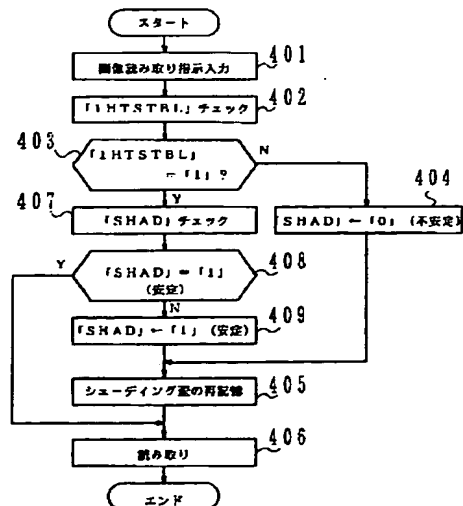 スタート
401
画像読み取り指示入力
402
「IHTSTBL」チェック
403
「IHTSTBL」
=「1」?
N
Y
404
「SHAD」←「0」(不安定)
407
「SHAD」チェック
408
Y
「SHAD」=「1」
(安定)
N
409
「SHAD」←「1」(安定)
405
シェーディング歪の再記憶
406
読み取り
エンド